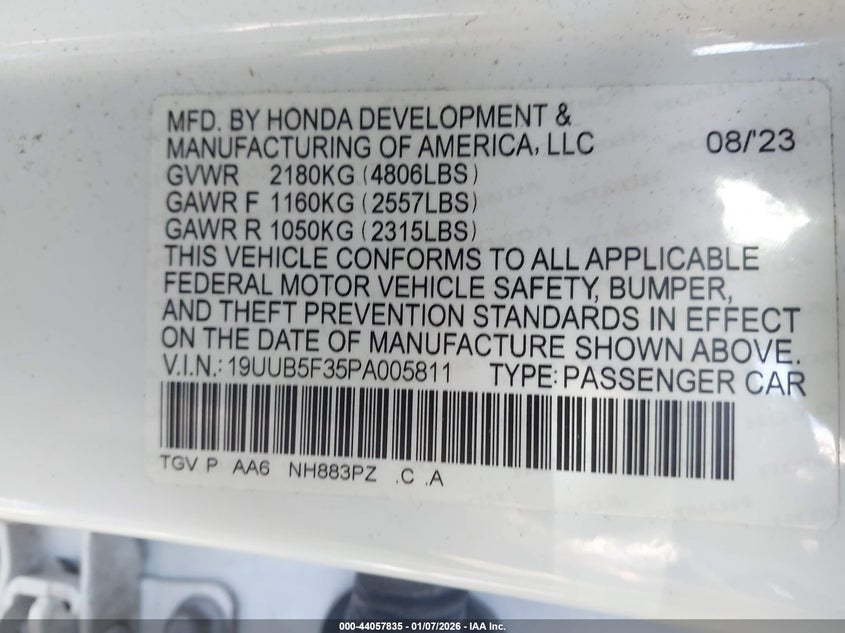 MFD. BY HONDA DEVELOPMENT &
MANUFACTURING OF AMERICA, LLC 08/'23
GVWR 2180KG (4806LBS)
GAWR F 1160KG (2557LBS)
GAWR R 1050KG (2315LBS)
THIS VEHICLE CONFORMS TO ALL APPLICABLE
FEDERAL MOTOR VEHICLE SAFETY, BUMPER,
AND THEFT PREVENTION STANDARDS IN EFFECT
ON THE DATE OF MANUFACTURE SHOWN ABOVE.
V.I.N.: 19UUB5F35PA005811 TYPE: PASSENGER CAR
TGV P AA6 NH883PZ .C .A
000-44057835 - 01/07/2026 - IAA Inc.